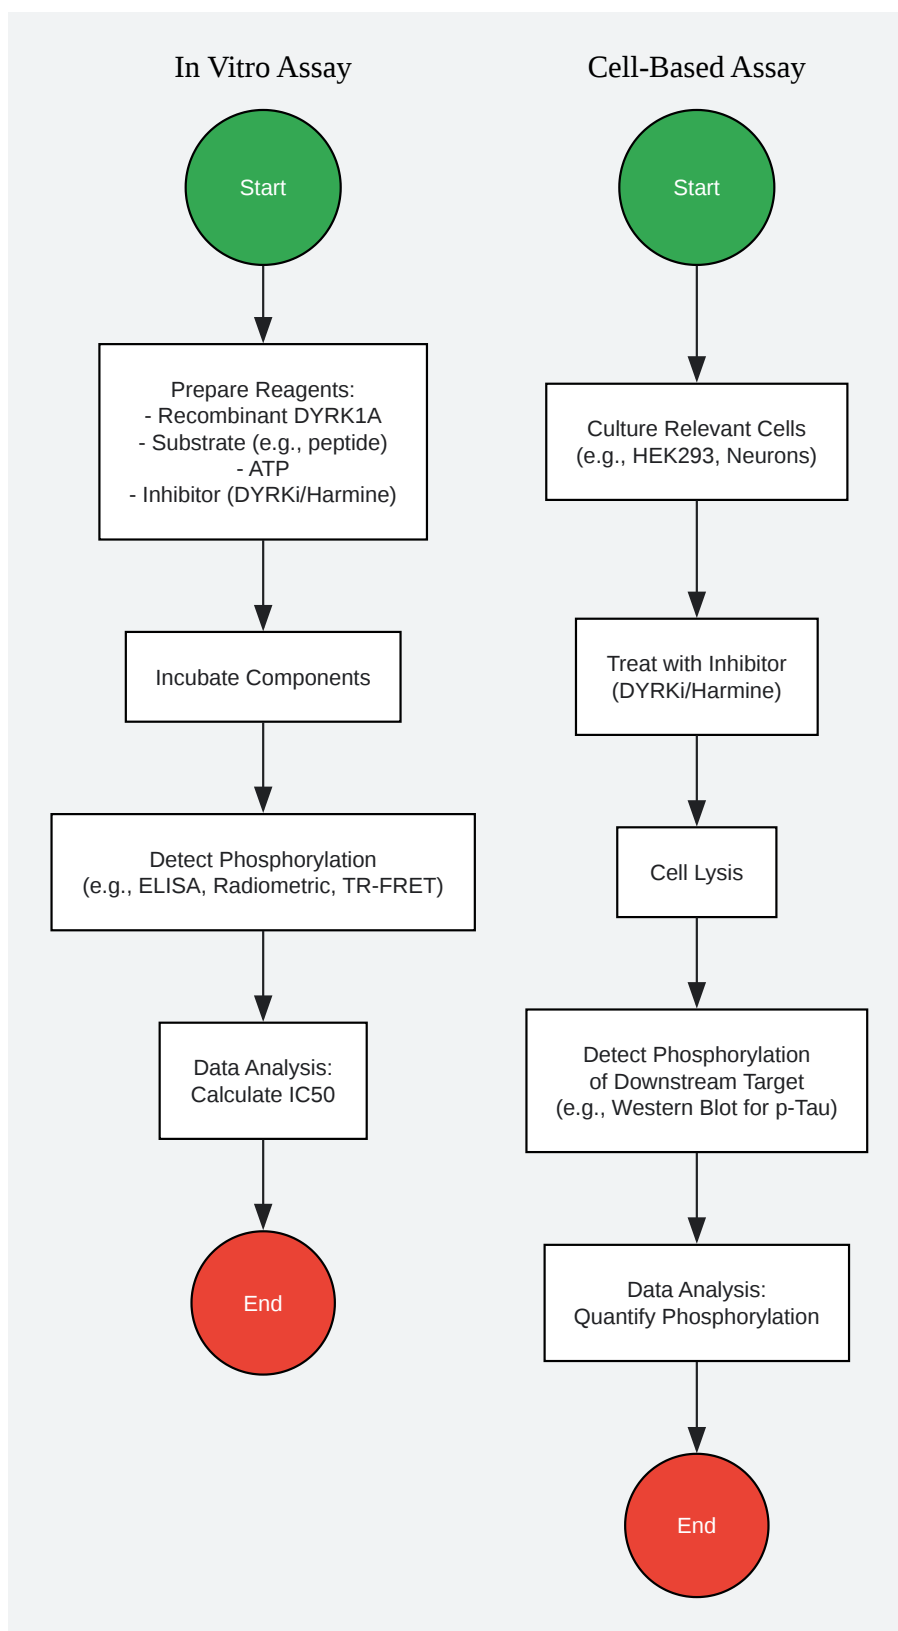 In Vitro Assay
Start
Prepare Reagents:
- Recombinant DYRK1A
- Substrate (e.g., peptide)
- ATP
- Inhibitor (DYRKi/Harmine)
Incubate Components
Detect Phosphorylation
(e.g., ELISA, Radiometric, TR-FRET)
Data Analysis:
Calculate IC50
End
Cell-Based Assay
Start
Culture Relevant Cells
(e.g., HEK293, Neurons)
Treat with Inhibitor
(DYRKi/Harmine)
Cell Lysis
Detect Phosphorylation
of Downstream Target
(e.g., Western Blot for p-Tau)
Data Analysis:
Quantify Phosphorylation
End